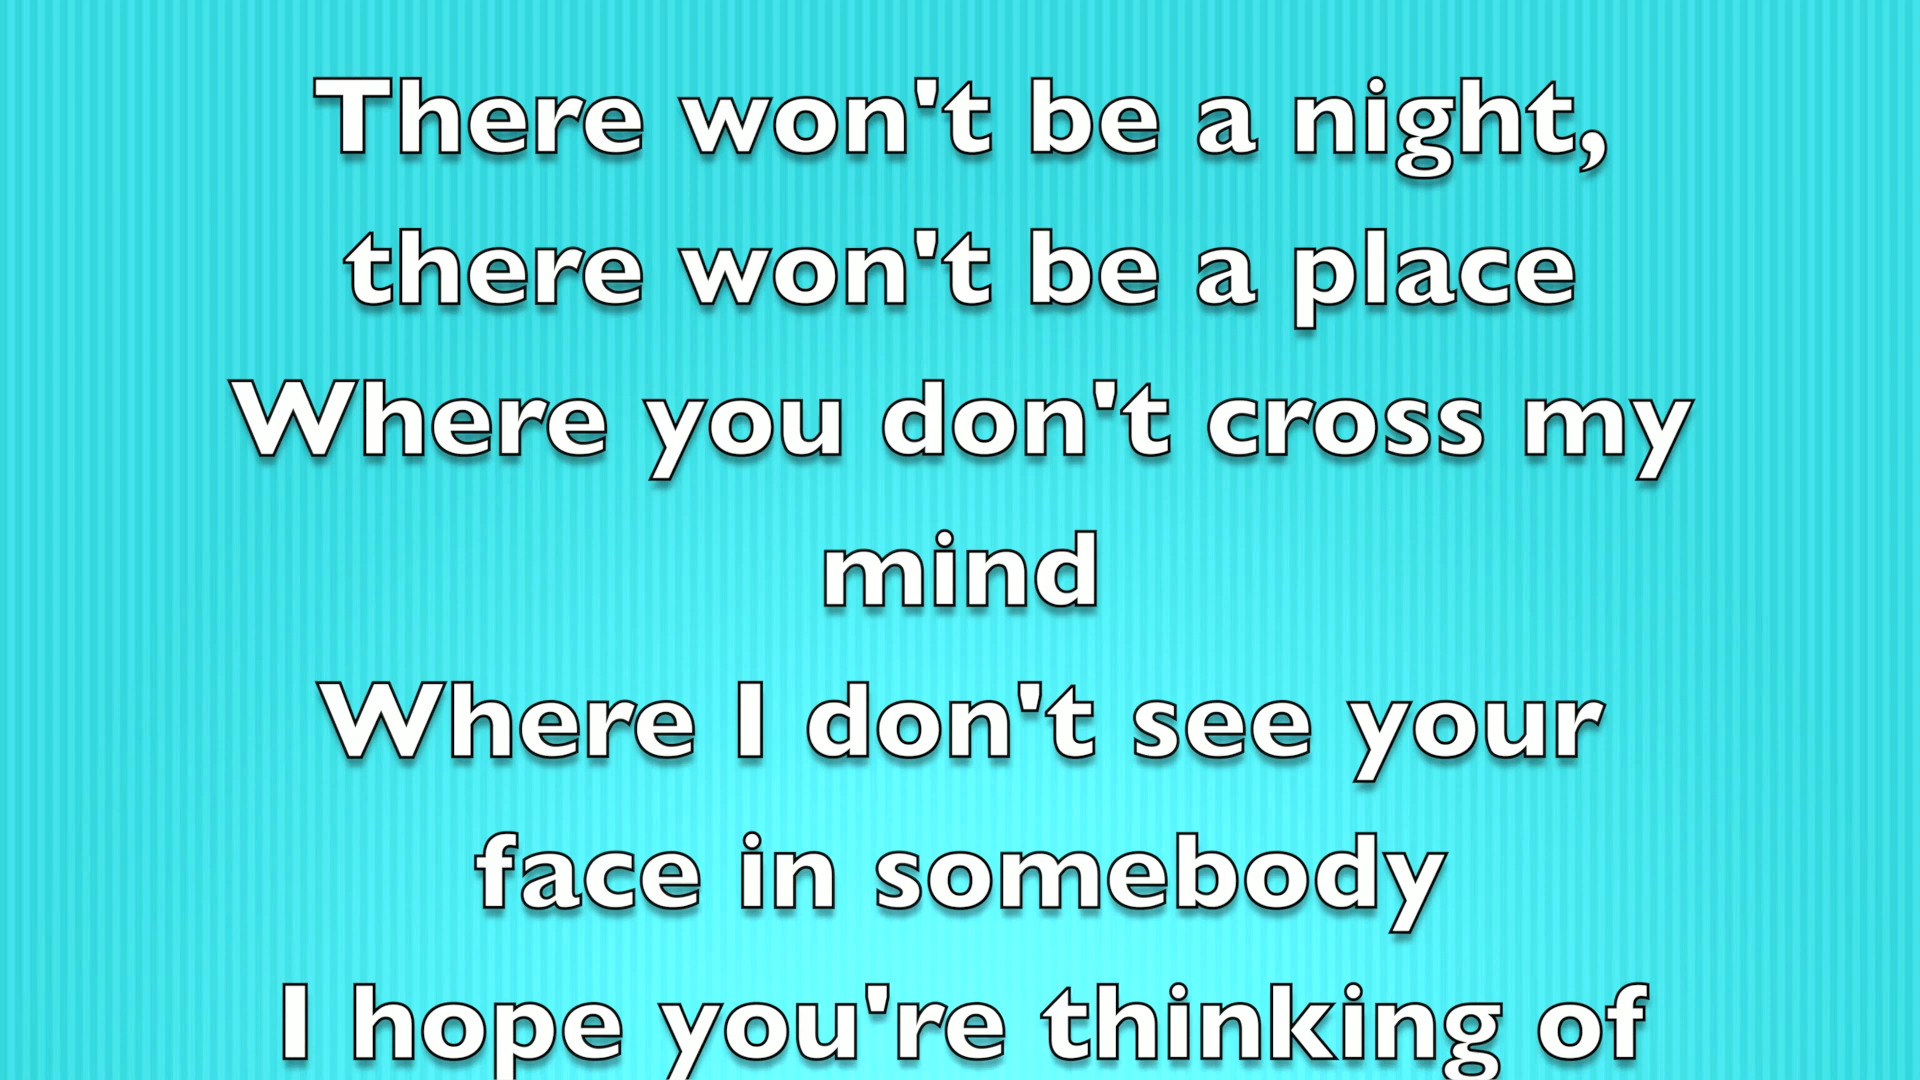 There won't be a night,
there won't be a place
Where you don't cross my
mind
Where I don't see your
face in somebody
I hope you're thinking of